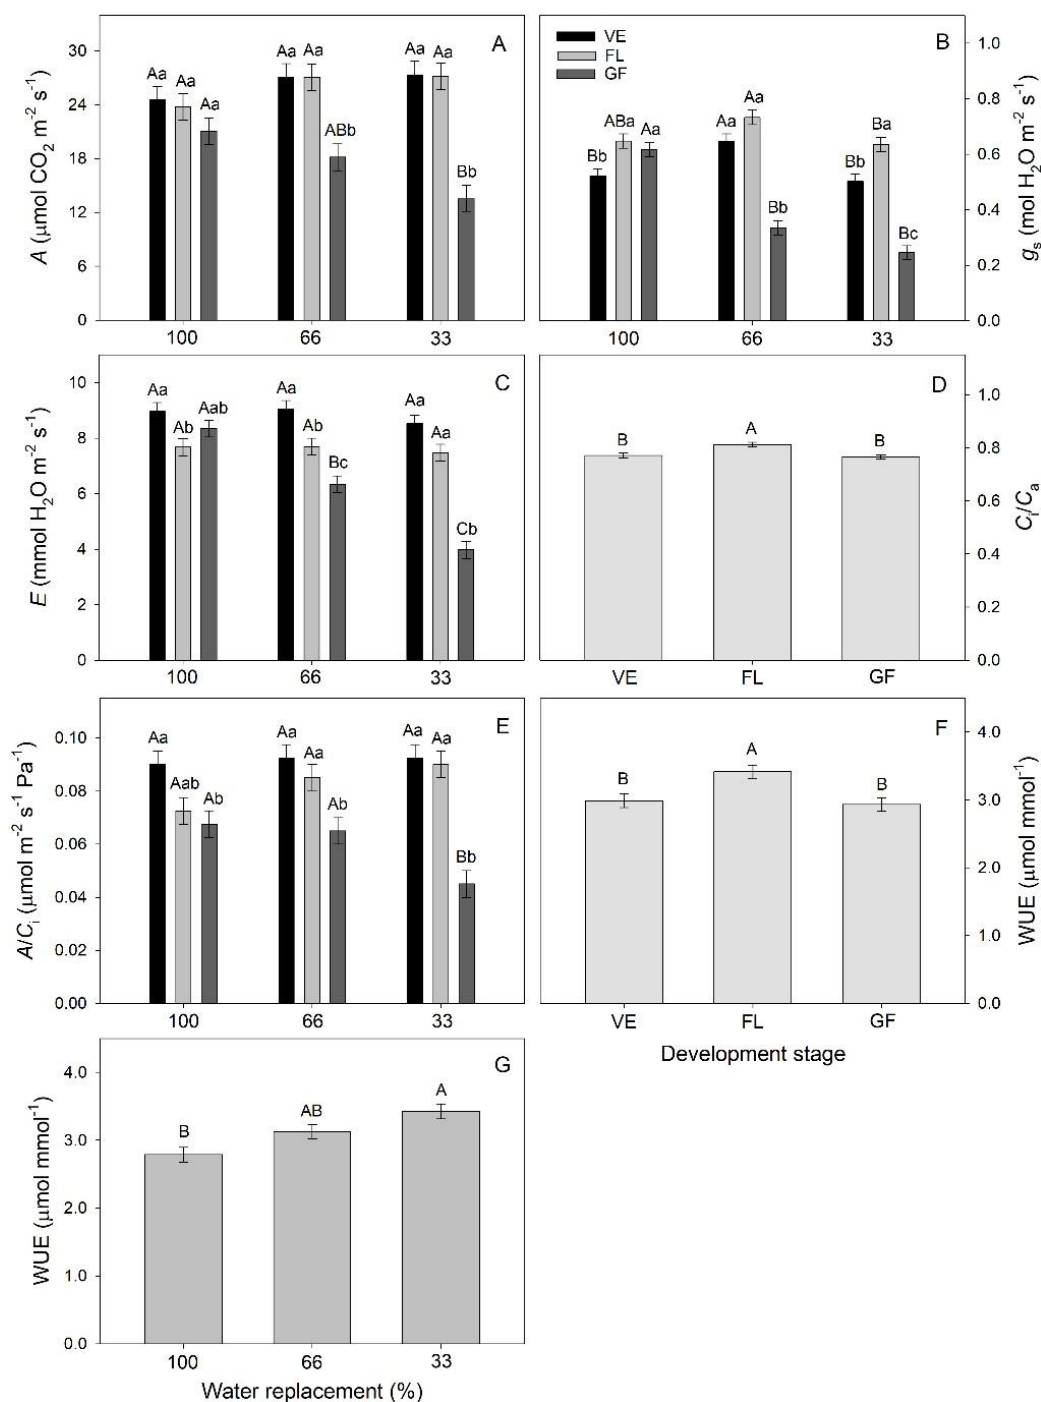 A
A (μmol CO₂ m⁻² s⁻¹)
30
24
18
12
6
0
Aa Aa Aa
Aa Aa ABb
Aa Aa Bb
100 66 33
B
VE
FL
GF
gₛ (mol H₂O m⁻² s⁻¹)
1.0
0.8
0.6
0.4
0.2
0.0
Bb ABa Aa
Aa Aa Bb
Bb Ba Bc
100 66 33
C
E (mmol H₂O m⁻² s⁻¹)
10
8
6
4
2
0
Aa Ab Aab
Aa Ab Bc
Aa Aa Cb
100 66 33
D
Cᵢ/Cₐ
1.0
0.8
0.6
0.4
0.2
0.0
B A B
VE FL GF
E
A/Cᵢ (μmol m⁻² s⁻¹ Pa⁻¹)
0.10
0.08
0.06
0.04
0.02
0.00
Aa Aab Ab
Aa Aa Ab
Aa Aa Bb
100 66 33
F
WUE (μmol mmol⁻¹)
4.0
3.0
2.0
1.0
0.0
B A B
VE FL GF
Development stage
G
WUE (μmol mmol⁻¹)
4.0
3.0
2.0
1.0
0.0
B AB A
100 66 33
Water replacement (%)